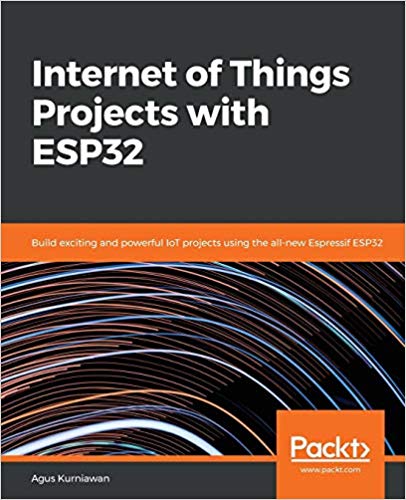 Internet of Things
Projects with
ESP32
Build exciting and powerful IoT projects using the all-new Espressif ESP32
Packt>
www.packt.com
Agus Kurniawan